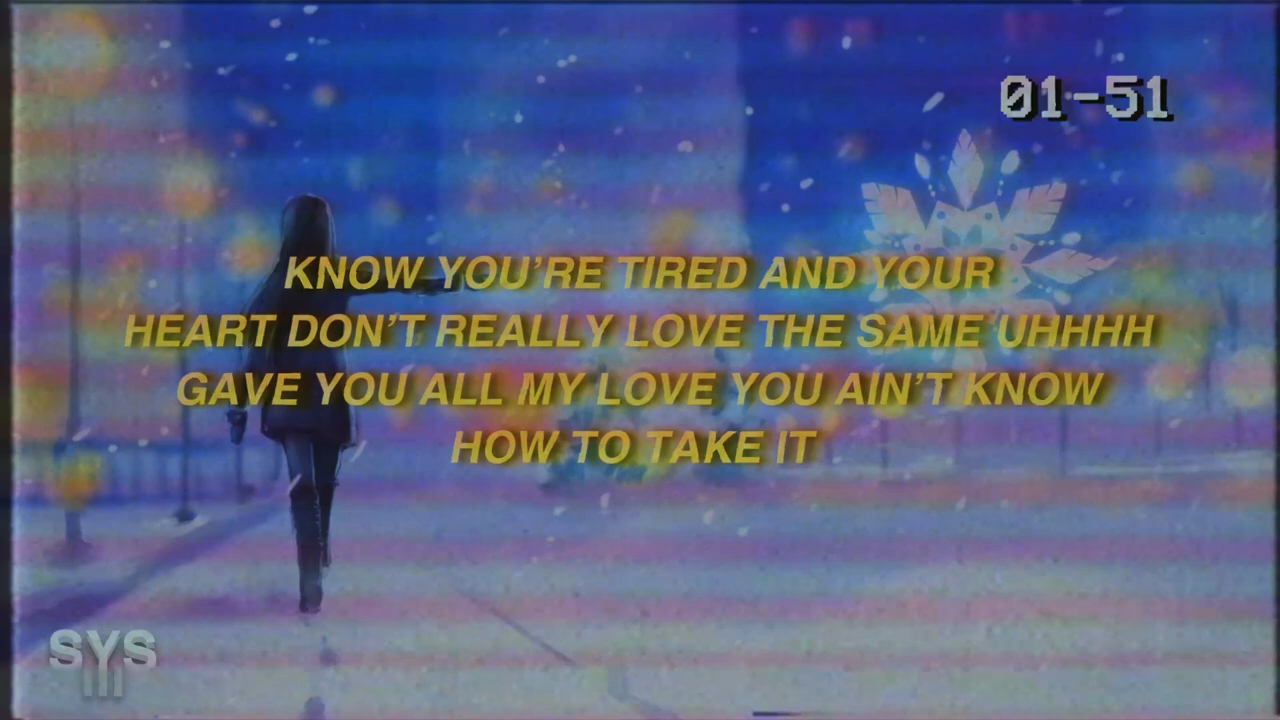 01-51
KNOW YOU'RE TIRED AND YOUR
HEART DON'T REALLY LOVE THE SAME UHHHH
GAVE YOU ALL MY LOVE YOU AIN'T KNOW
HOW TO TAKE IT
SYS